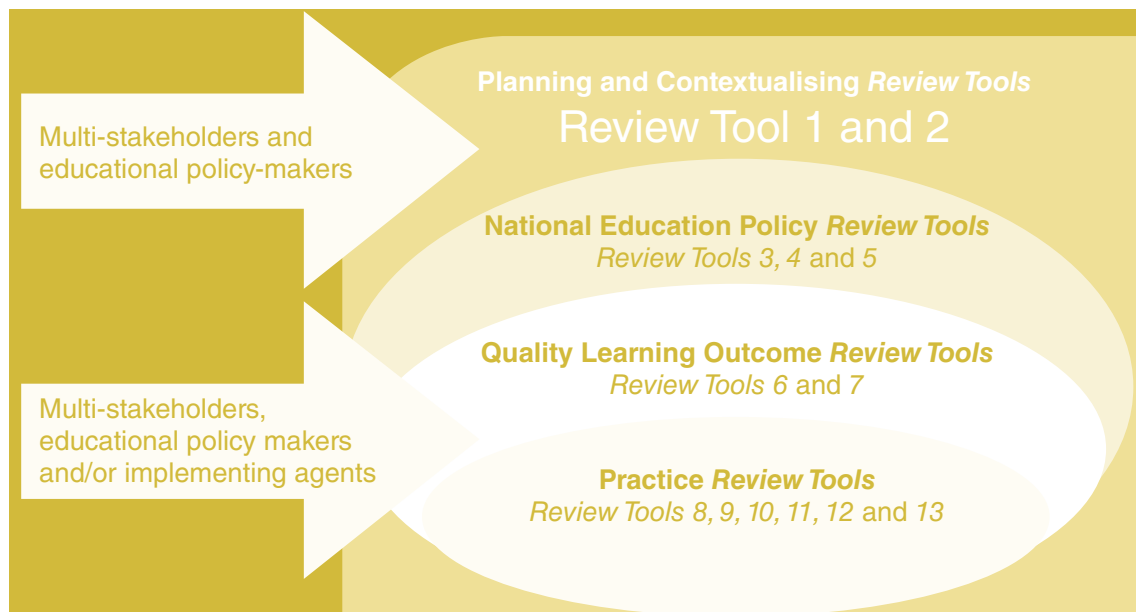 Planning and Contextualising Review Tools
Review Tool 1 and 2
Multi-stakeholders and
educational policy-makers
National Education Policy Review Tools
Review Tools 3, 4 and 5
Quality Learning Outcome Review Tools
Review Tools 6 and 7
Multi-stakeholders,
educational policy makers
and/or implementing agents
Practice Review Tools
Review Tools 8, 9, 10, 11, 12 and 13